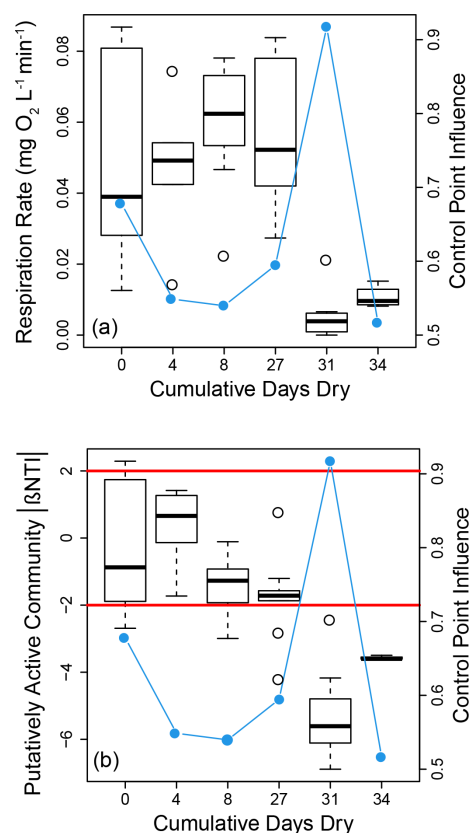 Respiration Rate (mg O₂ L⁻¹ min⁻¹)
0.00 0.02 0.04 0.06 0.08
(a)
0 4 8 27 31 34
Cumulative Days Dry
0.5 0.6 0.7 0.8 0.9
Control Point Influence
Putatively Active Community |ßNTI|
-6 -4 -2 0 2
(b)
0 4 8 27 31 34
Cumulative Days Dry
0.5 0.6 0.7 0.8 0.9
Control Point Influence